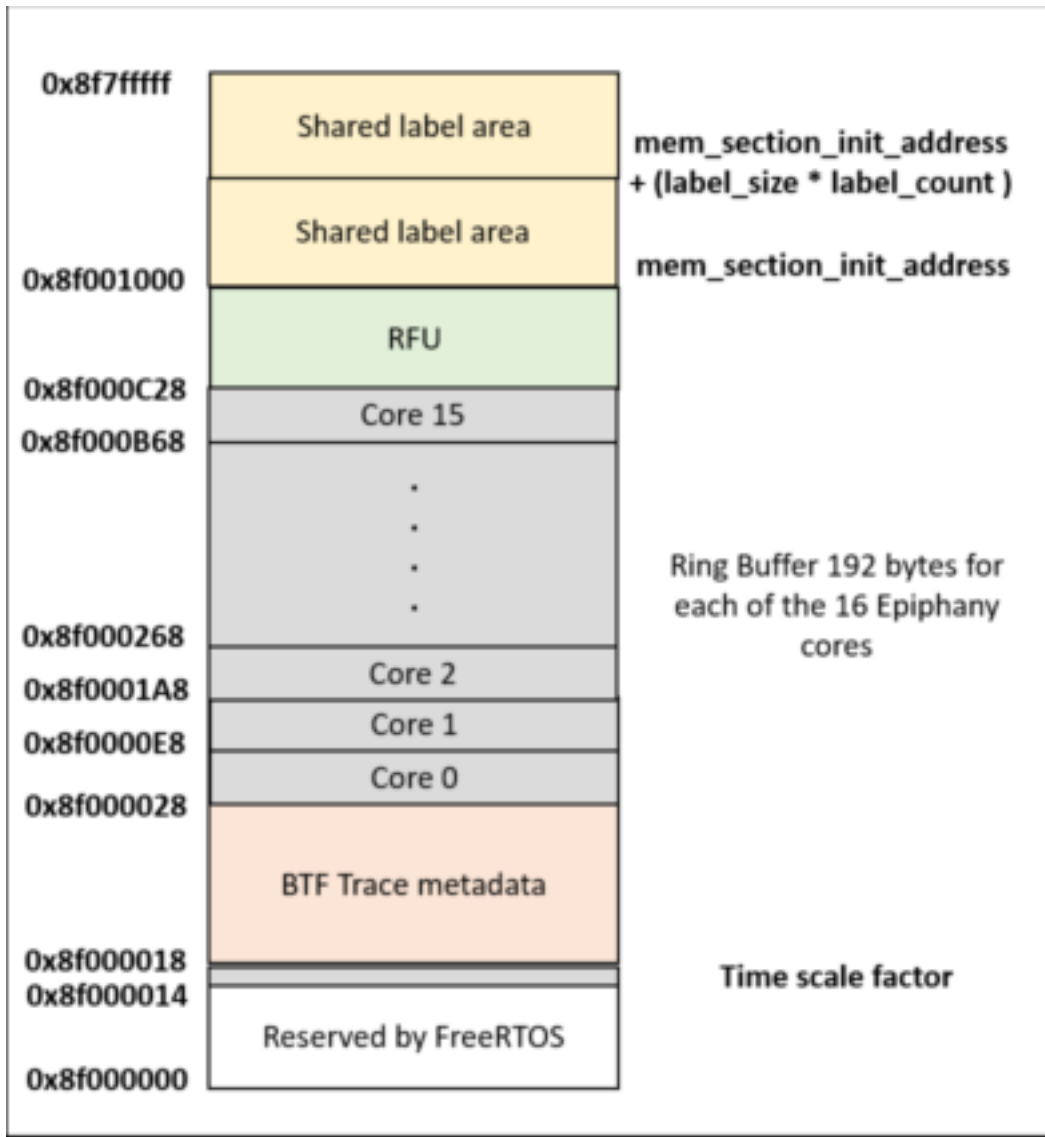 0x8f7fffff
Shared label area
mem_section_init_address
+ (label_size * label_count )
Shared label area
mem_section_init_address
0x8f001000
RFU
0x8f000C28
Core 15
0x8f000B68
.
.
.
.
Ring Buffer 192 bytes for
each of the 16 Epiphany
cores
0x8f000268
Core 2
0x8f0001A8
Core 1
0x8f0000E8
Core 0
0x8f000028
BTF Trace metadata
0x8f000018
Time scale factor
0x8f000014
Reserved by FreeRTOS
0x8f000000